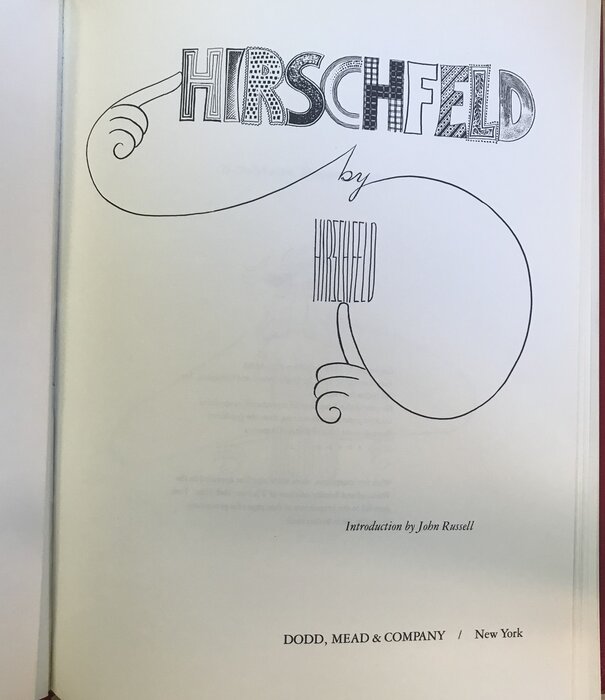 HIRSCHFELD
by
HIRSCHFELD
Introduction by John Russell
DODD, MEAD & COMPANY / New York